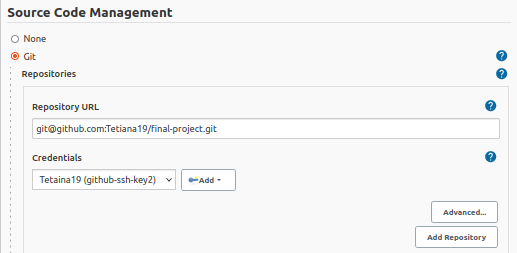 Source Code Management
None
Git
Repositories
Repository URL
git@github.com:Tetiana19/final-project.git
Credentials
Tetaina19 (github-ssh-key2)
Add
Advanced...
Add Repository